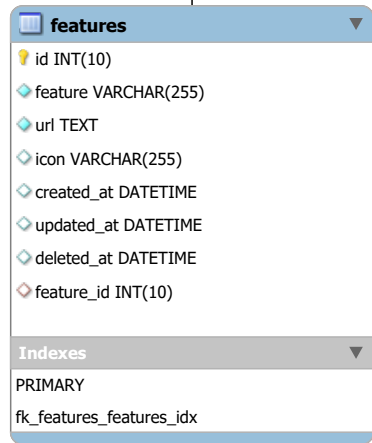 features
id INT(10)
feature VARCHAR(255)
url TEXT
icon VARCHAR(255)
created_at DATETIME
updated_at DATETIME
deleted_at DATETIME
feature_id INT(10)
Indexes
PRIMARY
fk_features_features_idx